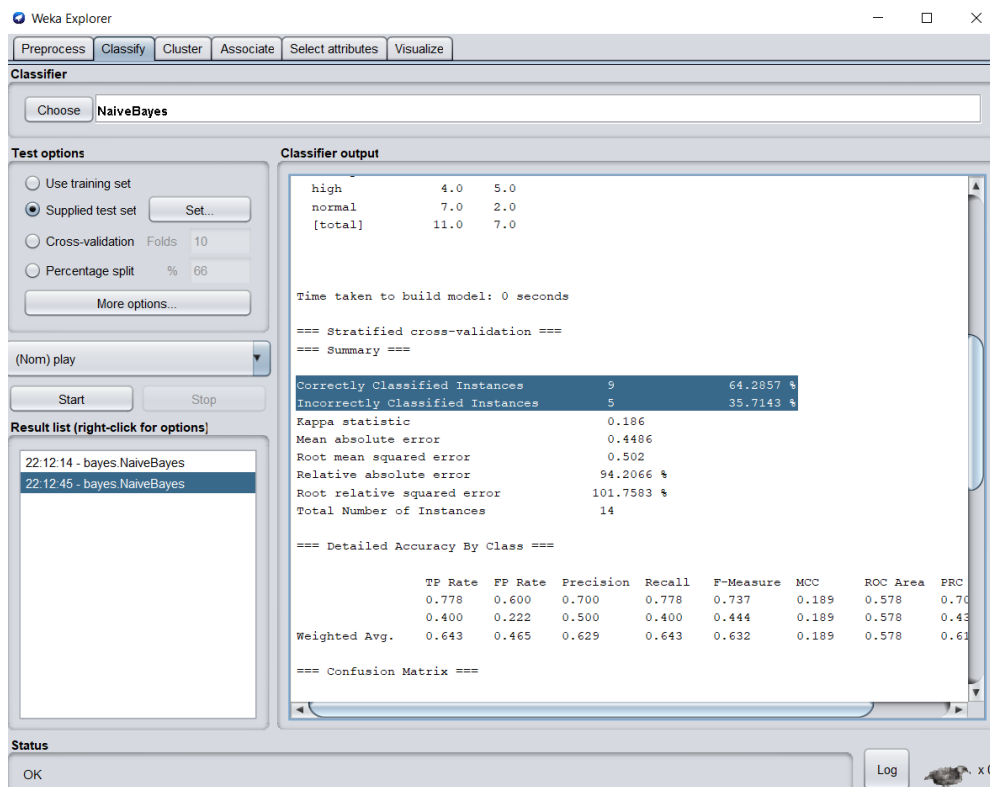 Weka Explorer
Preprocess Classify Cluster Associate Select attributes Visualize
Classifier
Choose NaiveBayes
Test options
Use training set
Supplied test set Set...
Cross-validation Folds 10
Percentage split % 66
More options...
(Nom) play
Start Stop
Result list (right-click for options)
22:12:14 - bayes.NaiveBayes
22:12:45 - bayes.NaiveBayes
Classifier output
high 4.0 5.0
normal 7.0 2.0
[total] 11.0 7.0
Time taken to build model: 0 seconds
=== Stratified cross-validation ===
=== Summary ===
Correctly Classified Instances 9 64.2857 %
Incorrectly Classified Instances 5 35.7143 %
Kappa statistic 0.186
Mean absolute error 0.4486
Root mean squared error 0.502
Relative absolute error 94.2066 %
Root relative squared error 101.7583 %
Total Number of Instances 14
=== Detailed Accuracy By Class ===
TP Rate FP Rate Precision Recall F-Measure MCC ROC Area PRC
0.778 0.600 0.700 0.778 0.737 0.189 0.578
0.400 0.222 0.500 0.400 0.444 0.189 0.578 0.43
Weighted Avg. 0.643 0.465 0.629 0.643 0.632 0.189 0.578 0.61
=== Confusion Matrix ===
Status
OK
Log